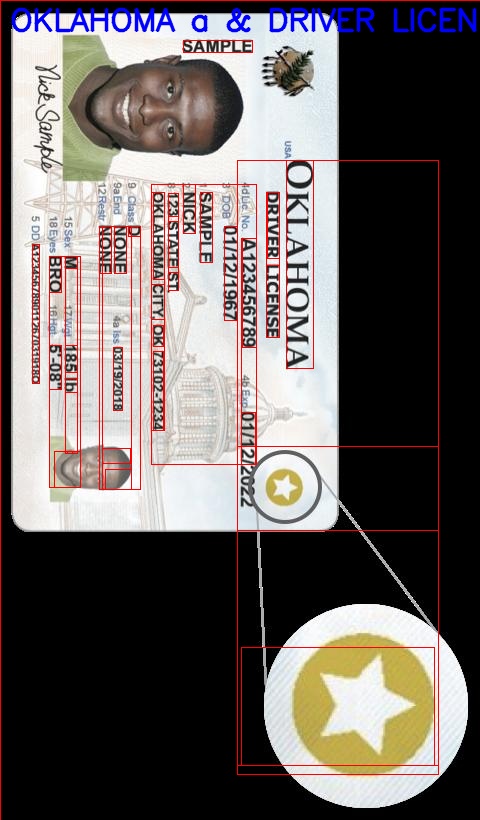 OKLAHOMA a & DRIVER LICEN
SAMPLE
USA OKLAHOMA
DRIVER LICENSE
4d Lic. No. A123456789 4b Exp 01/12/2022
3 DOB 01/12/1967
1 SAMPLE
2 NICK
8 123 STATE ST
OKLAHOMA CITY, OK 73102-1234
9 Class D
9a End NONE 4a Iss 03/19/2018
12 Restr NONE
15 Sex M 17 Wgt 185 lb
18 Eyes BRO 16 Hgt 5'-08"
5 DD
Nick Sample